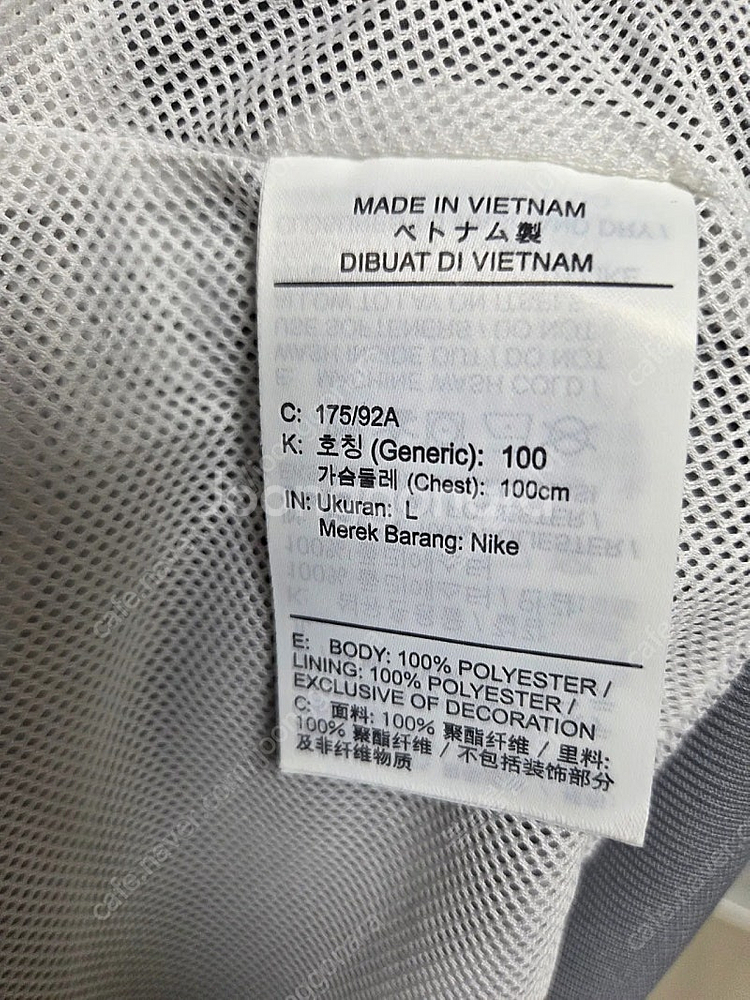 MADE IN VIETNAM
ベトナム製
DIBUAT DI VIETNAM
C: 175/92A
K: 호칭 (Generic): 100
가슴둘레 (Chest): 100cm
IN: Ukuran: L
Merek Barang: Nike
E: BODY: 100% POLYESTER /
LINING: 100% POLYESTER /
EXCLUSIVE OF DECORATION
C: 面料: 100% 聚酯纤维 / 里料:
100% 聚酯纤维 / 不包括装饰部分
及非纤维物质